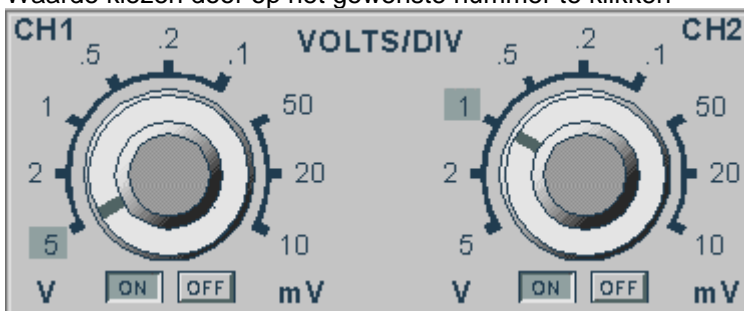 Waarde kiezen door op het gewenste nummer te klikken
CH1 .5 .2 .1 VOLTS/DIV .5 .2 .1 CH2
1 50 1 50
2 20 2 20
5 10 5 10
V ON OFF mV V ON OFF mV